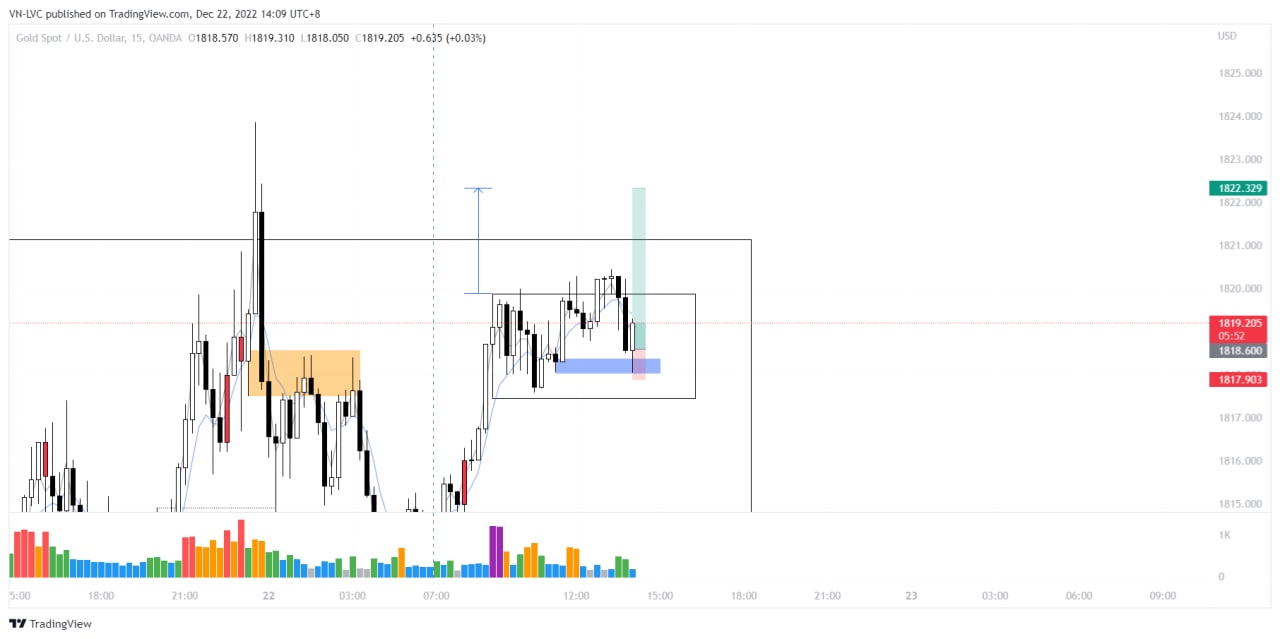 VN-LVC published on TradingView.com, Dec 22, 2022 14:09 UTC+8
Gold Spot / U.S. Dollar, 15, OANDA O1818.570 H1819.310 L1818.050 C1819.205 +0.635 (+0.03%)
USD
1825.000
1824.000
1823.000
1822.329
1822.000
1821.000
1820.000
1819.205
05:52
1818.600
1817.903
1817.000
1816.000
1815.000
1K
0
5:00 18:00 21:00 22 03:00 07:00 12:00 15:00 18:00 21:00 23 03:00 06:00 09:00
TradingView